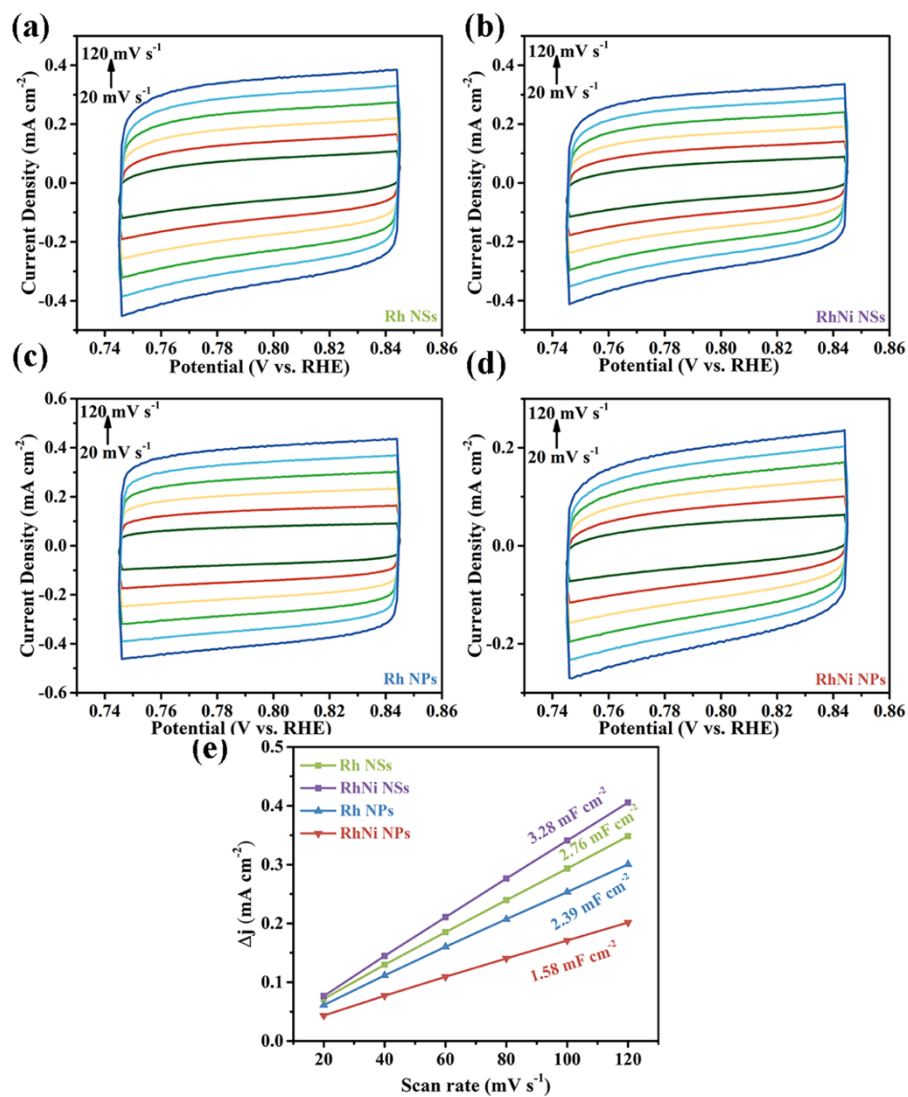 (a)
120 mV s-1
20 mV s-1
0.4
0.2
0.0
-0.2
-0.4
Current Density (mA cm-2)
Rh NSs
0.74 0.76 0.78 0.80 0.82 0.84 0.86
Potential (V vs. RHE)
(b)
120 mV s-1
20 mV s-1
0.4
0.2
0.0
-0.2
-0.4
Current Density (mA cm-2)
RhNi NSs
0.74 0.76 0.78 0.80 0.82 0.84 0.86
Potential (V vs. RHE)
(c)
120 mV s-1
20 mV s-1
0.6
0.4
0.2
0.0
-0.2
-0.4
-0.6
Current Density (mA cm-2)
Rh NPs
0.74 0.76 0.78 0.80 0.82 0.84 0.86
Potential (V vs. RHE)
(d)
120 mV s-1
20 mV s-1
0.2
0.0
-0.2
Current Density (mA cm-2)
RhNi NPs
0.74 0.76 0.78 0.80 0.82 0.84 0.86
Potential (V vs. RHE)
(e)
0.5
0.4
0.3
0.2
0.1
0.0
Δj (mA cm-2)
Rh NSs
RhNi NSs
Rh NPs
RhNi NPs
3.28 mF cm-2
2.76 mF cm-2
2.39 mF cm-2
1.58 mF cm-2
20 40 60 80 100 120
Scan rate (mV s-1)